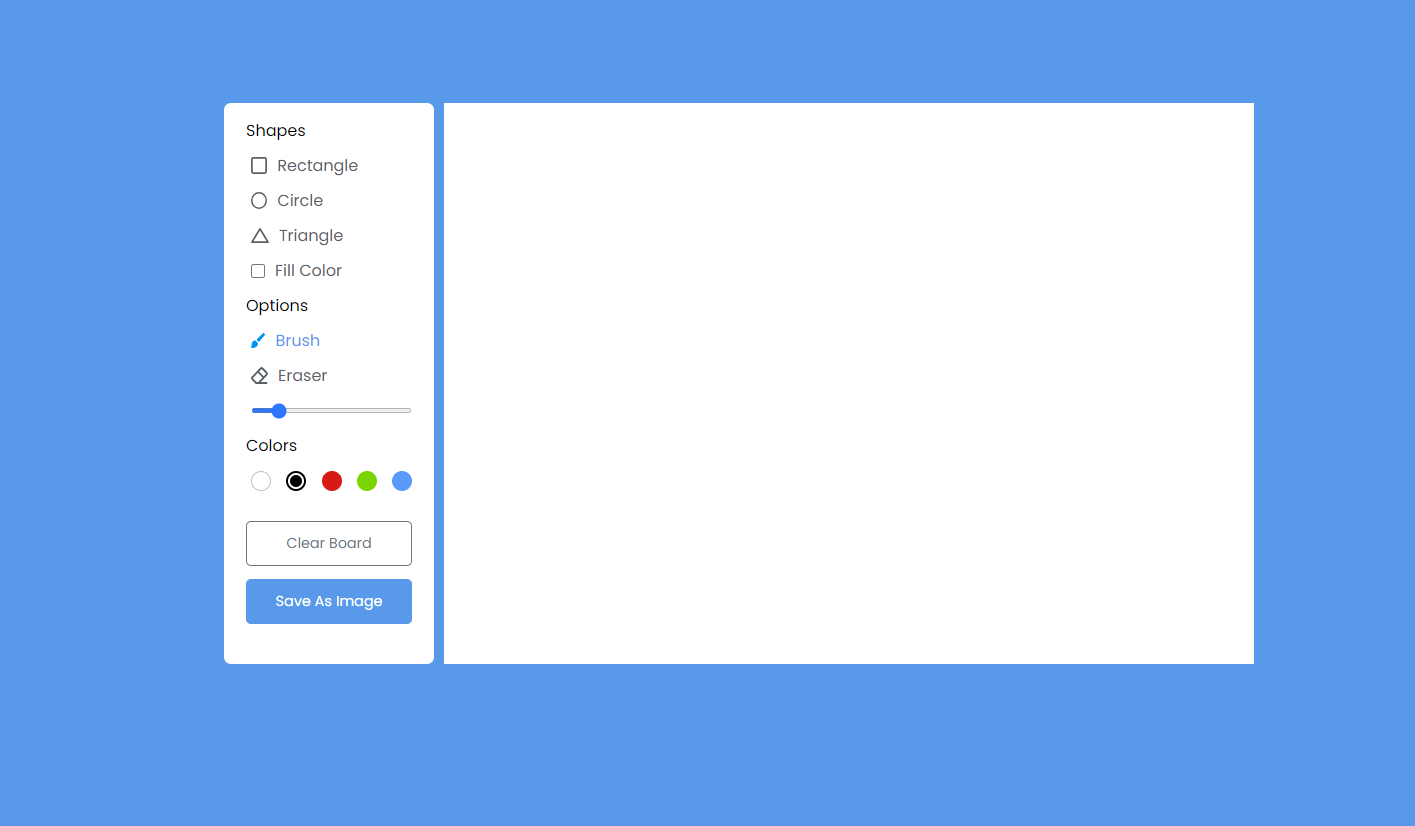 Shapes
Rectangle
Circle
Triangle
Fill Color
Options
Brush
Eraser
Colors
Clear Board
Save As Image